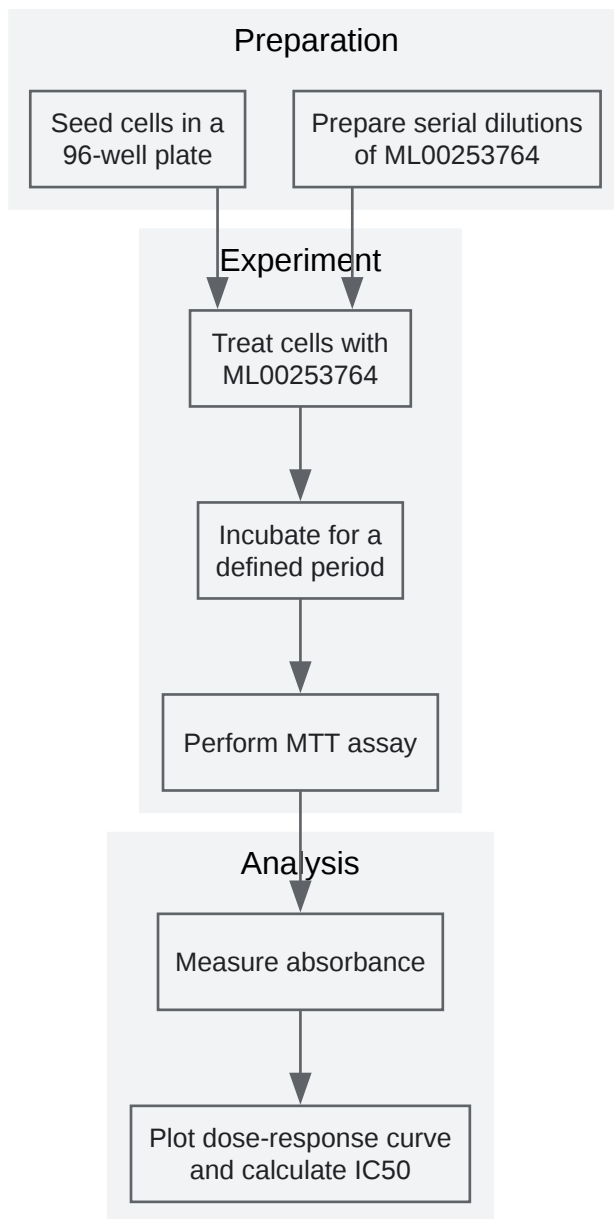 Preparation
Seed cells in a
96-well plate
Prepare serial dilutions
of ML00253764
Experiment
Treat cells with
ML00253764
Incubate for a
defined period
Perform MTT assay
Analysis
Measure absorbance
Plot dose-response curve
and calculate IC50